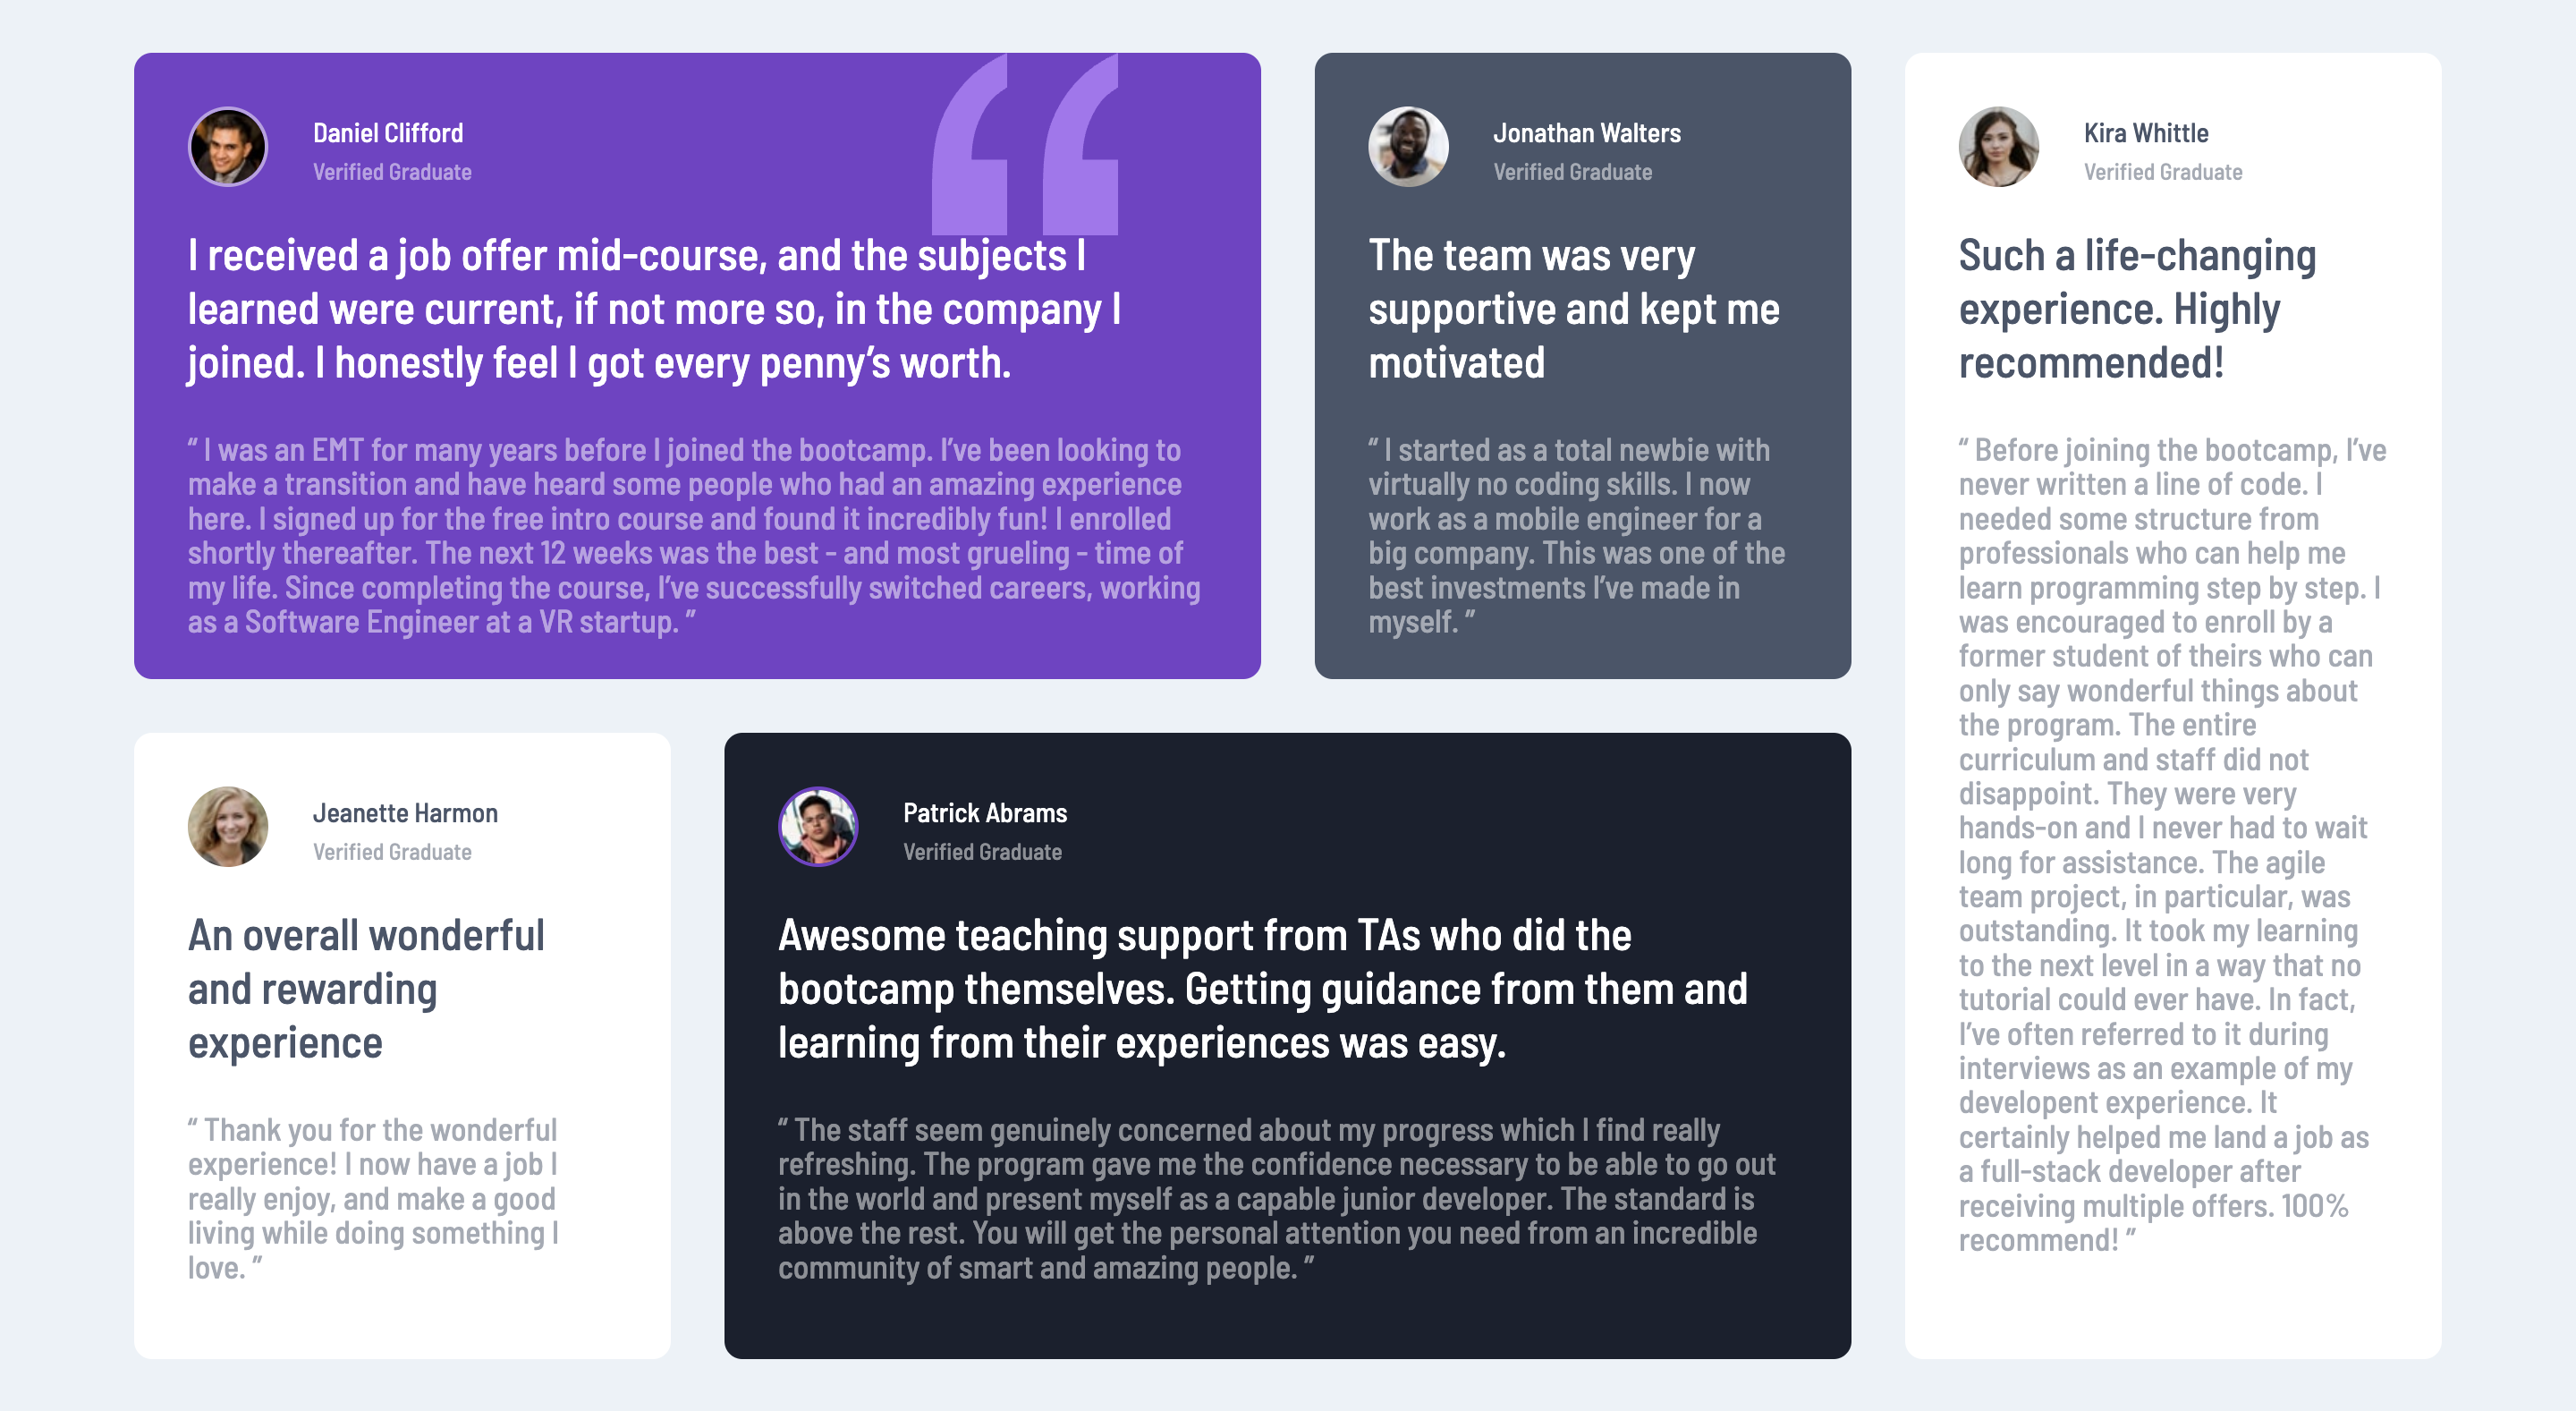 Daniel Clifford
Verified Graduate
I received a job offer mid-course, and the subjects I
learned were current, if not more so, in the company I
joined. I honestly feel I got every penny’s worth.
“ I was an EMT for many years before I joined the bootcamp. I’ve been looking to
make a transition and have heard some people who had an amazing experience
here. I signed up for the free intro course and found it incredibly fun! I enrolled
shortly thereafter. The next 12 weeks was the best - and most grueling - time of
my life. Since completing the course, I’ve successfully switched careers, working
as a Software Engineer at a VR startup. ”
Jonathan Walters
Verified Graduate
The team was very
supportive and kept me
motivated
“ I started as a total newbie with
virtually no coding skills. I now
work as a mobile engineer for a
big company. This was one of the
best investments I’ve made in
myself. ”
Kira Whittle
Verified Graduate
Such a life-changing
experience. Highly
recommended!
“ Before joining the bootcamp, I’ve
never written a line of code. I
needed some structure from
professionals who can help me
learn programming step by step. I
was encouraged to enroll by a
former student of theirs who can
only say wonderful things about
the program. The entire
curriculum and staff did not
disappoint. They were very
hands-on and I never had to wait
long for assistance. The agile
team project, in particular, was
outstanding. It took my learning
to the next level in a way that no
tutorial could ever have. In fact,
I’ve often referred to it during
interviews as an example of my
developent experience. It
certainly helped me land a job as
a full-stack developer after
receiving multiple offers. 100%
recommend! ”
Jeanette Harmon
Verified Graduate
An overall wonderful
and rewarding
experience
“ Thank you for the wonderful
experience! I now have a job I
really enjoy, and make a good
living while doing something I
love. ”
Patrick Abrams
Verified Graduate
Awesome teaching support from TAs who did the
bootcamp themselves. Getting guidance from them and
learning from their experiences was easy.
“ The staff seem genuinely concerned about my progress which I find really
refreshing. The program gave me the confidence necessary to be able to go out
in the world and present myself as a capable junior developer. The standard is
above the rest. You will get the personal attention you need from an incredible
community of smart and amazing people. ”